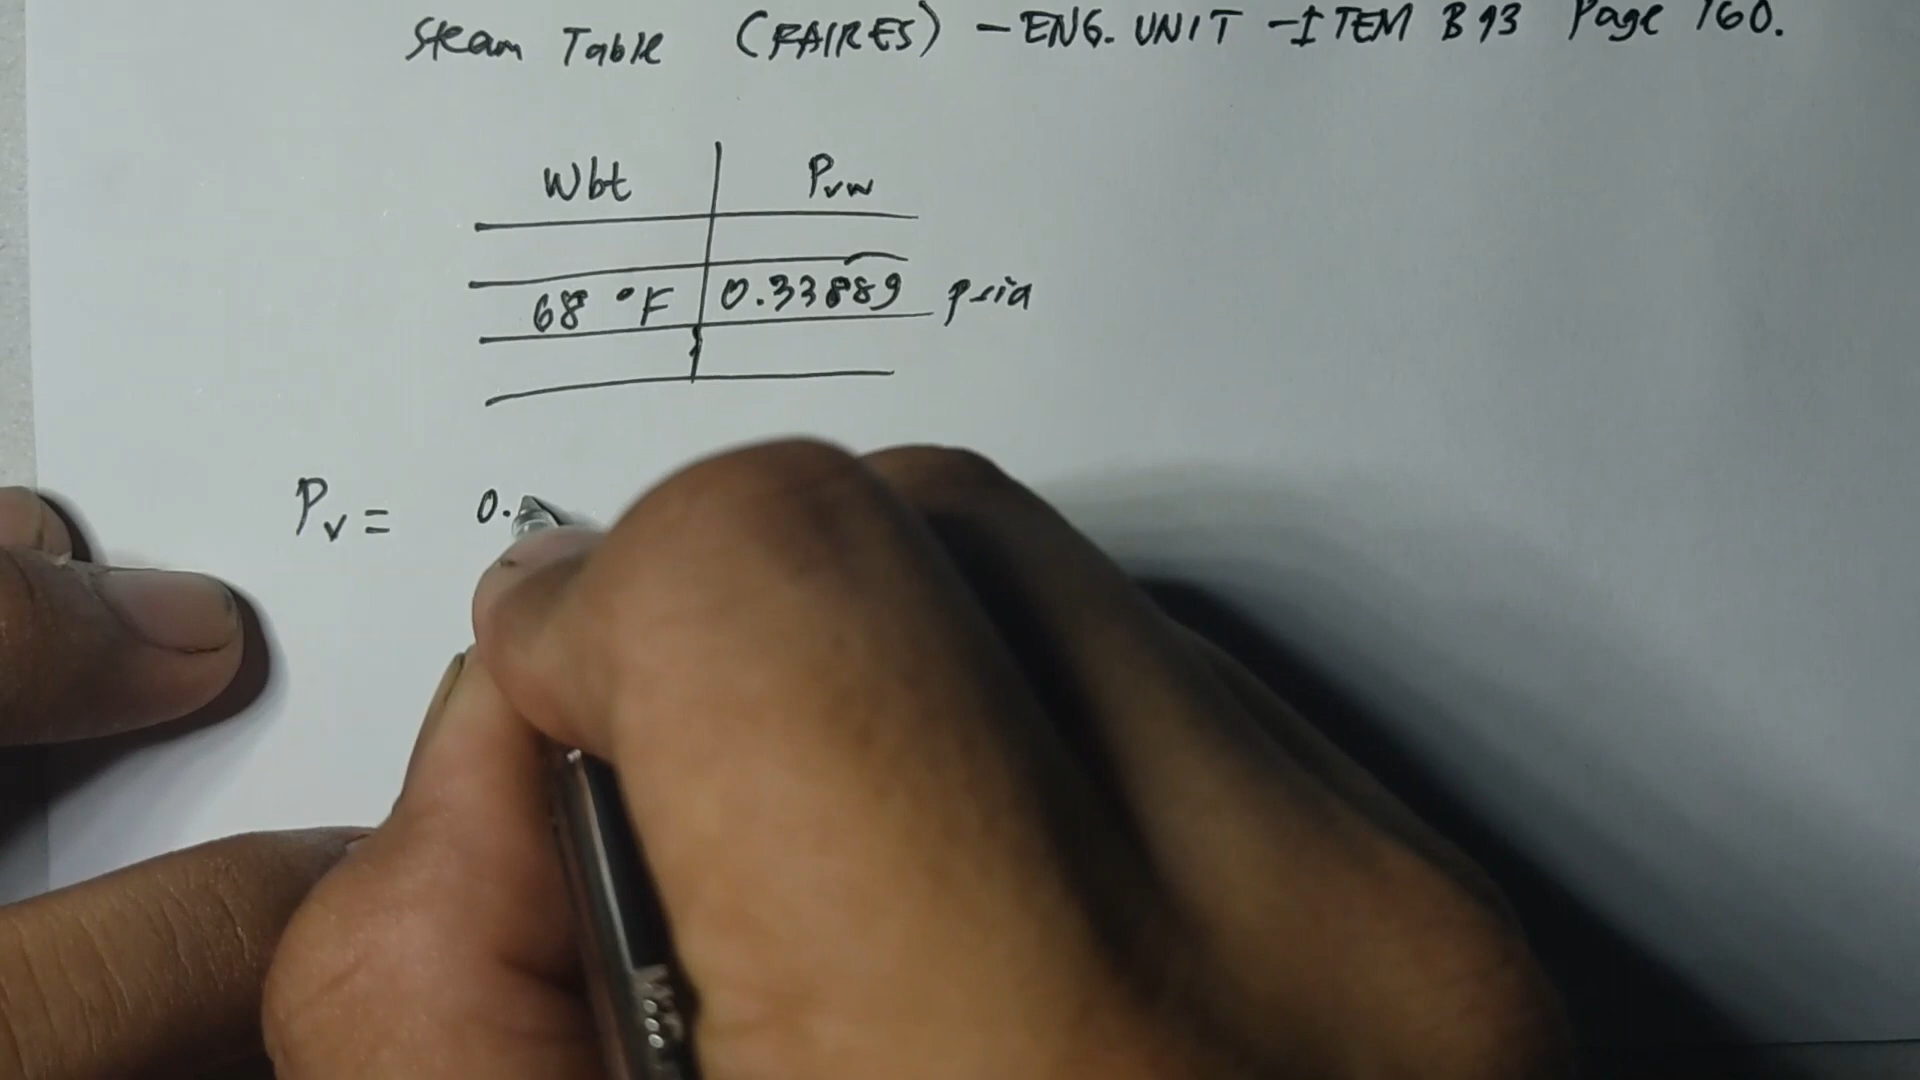 Steam Table (FAIRES) - ENG. UNIT - ITEM B13 Page 160.
Wbt Pvw
68 °F 0.33889 psia
Pv = 0.